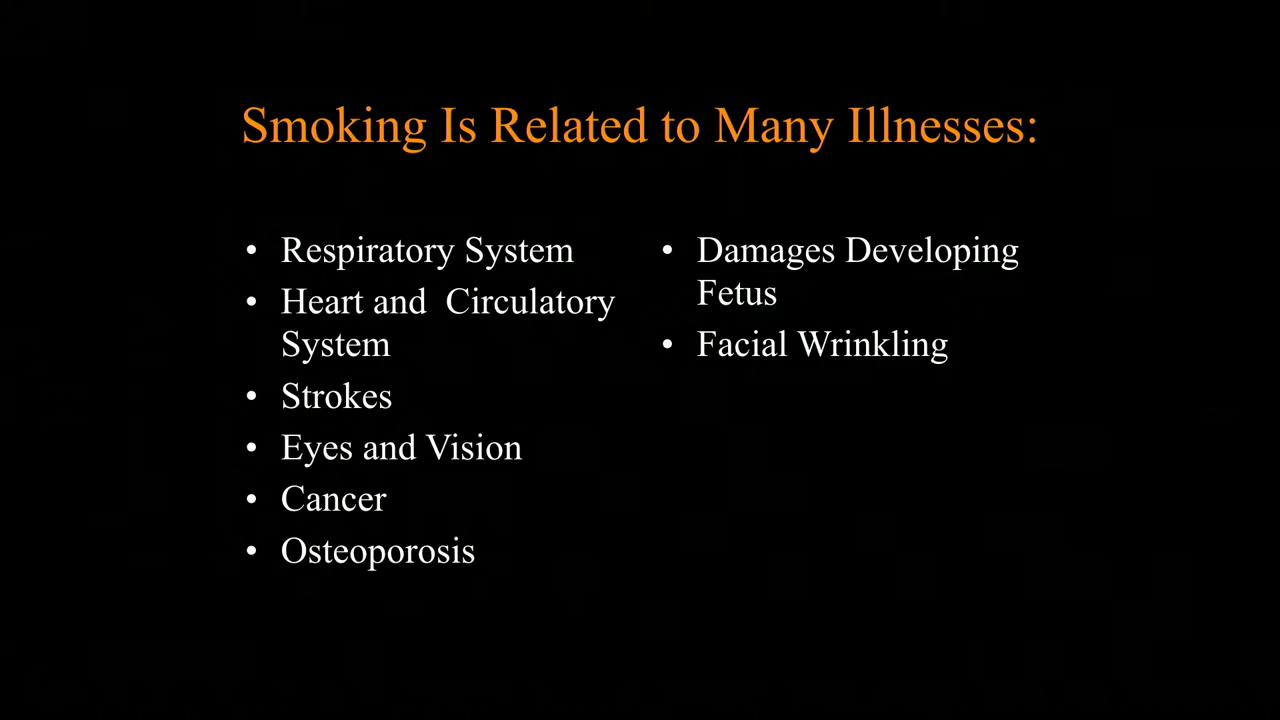 Smoking Is Related to Many Illnesses:
• Respiratory System
• Heart and  Circulatory
System
• Strokes
• Eyes and Vision
• Cancer
• Osteoporosis
• Damages Developing
Fetus
• Facial Wrinkling